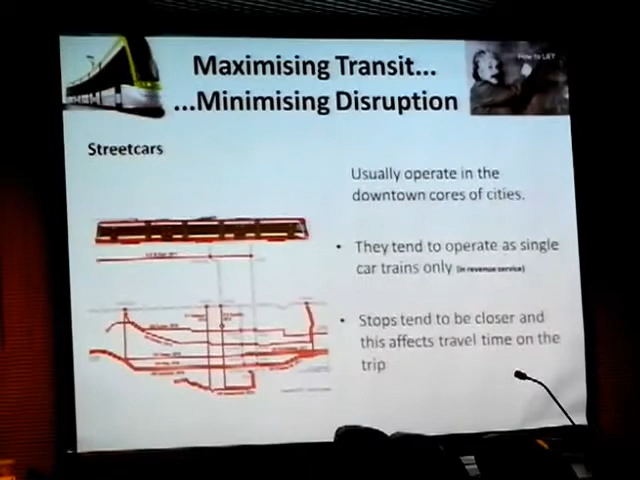 Maximising Transit...
...Minimising Disruption
How to LRT
Streetcars
Usually operate in the
downtown cores of cities.
• They tend to operate as single
car trains only (in revenue service)
• Stops tend to be closer and
this affects travel time on the
trip